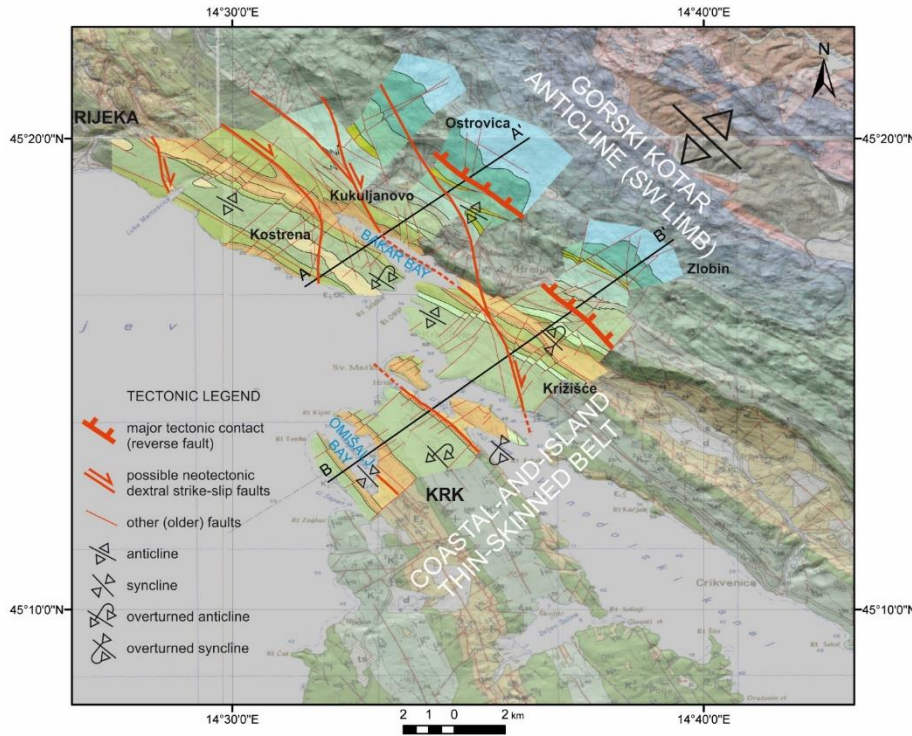 14°30'0"E
14°40'0"E
N
GORSKI KOTAR
ANTICLINE (SW LIMB)
RIJEKA
45°20'0"N
45°20'0"N
Ostrovica
A'
Kukuljanovo
Kostrena
BAKAR BAY
A
B'
Zlobin
Križišće
Sv. Marko
TECTONIC LEGEND
major tectonic contact
(reverse fault)
possible neotectonic
dextral strike-slip faults
other (older) faults
anticline
syncline
overturned anticline
overturned syncline
OMIŠALJ
BAY
B
KRK
COASTAL-AND-ISLAND
THIN-SKINNED BELT
Crikvenica
45°10'0"N
45°10'0"N
14°30'0"E
14°40'0"E
2 1 0 2 km